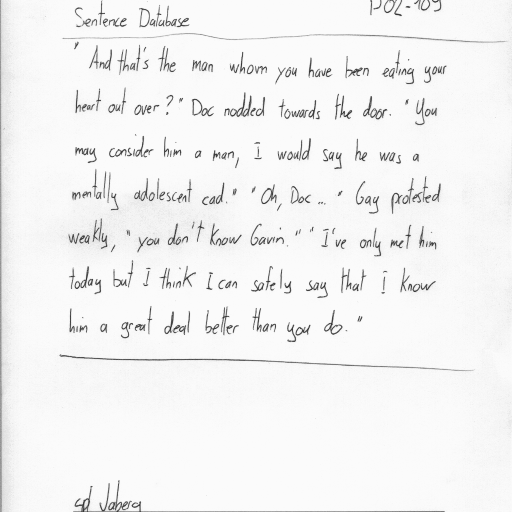 Sentence Database P02-109
"And that's the man whom you have been eating your
heart out over?" Doc nodded towards the door. "You
may consider him a man, I would say he was a
mentally adolescent cad." "Oh, Doc ... " Gay protested
weakly, "you don't know Gavin." "I've only met him
today but I think I can safely say that I know
him a great deal better than you do."